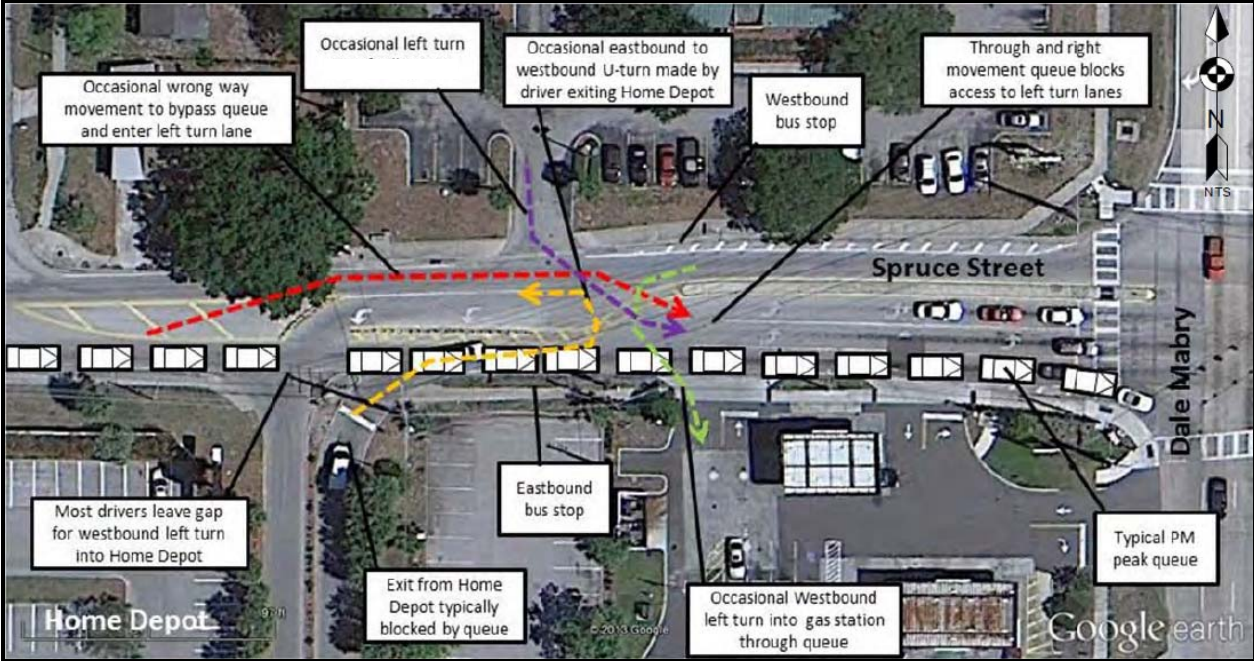 Occasional left turn
Occasional wrong way
movement to bypass queue
and enter left turn lane
Occasional eastbound to
westbound U-turn made by
driver exiting Home Depot
Westbound
bus stop
Through and right
movement queue blocks
access to left turn lanes
N
NTS
Spruce Street
Dale Mabry
Most drivers leave gap
for westbound left turn
into Home Depot
Exit from Home
Depot typically
blocked by queue
Eastbound
bus stop
Occasional Westbound
left turn into gas station
through queue
Typical PM
peak queue
Home Depot
© 2013 Google
Google earth